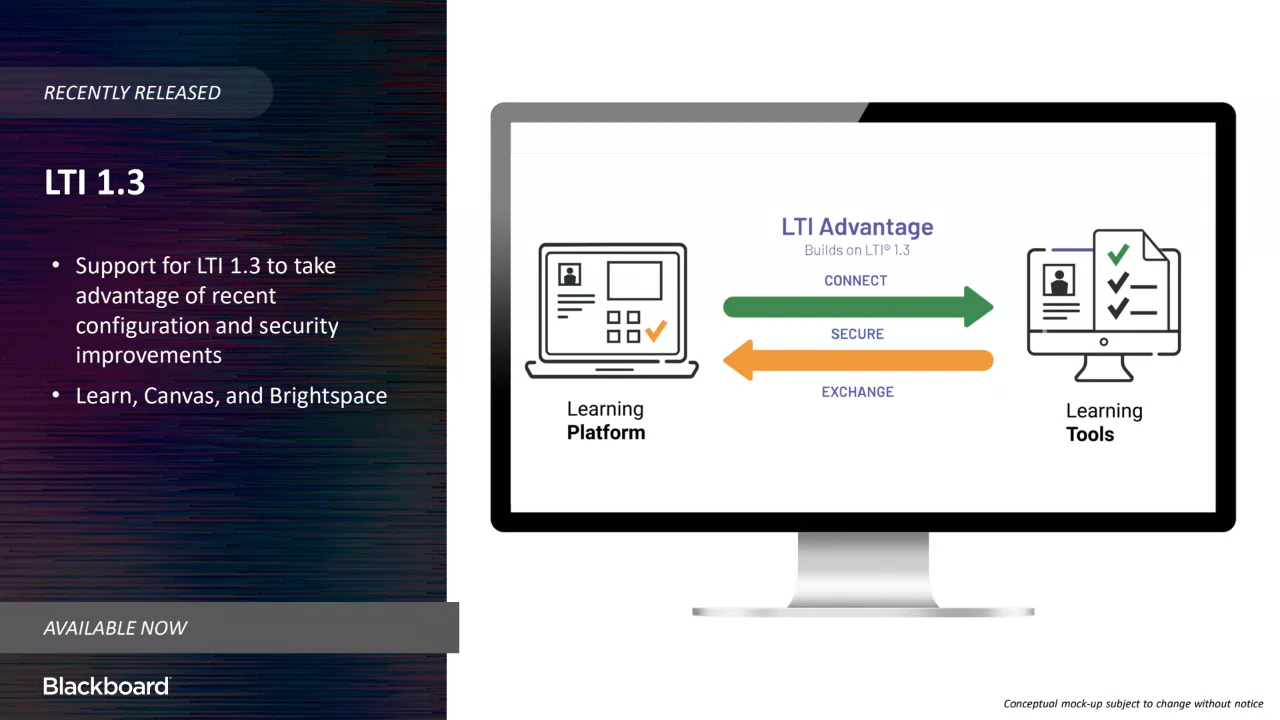 RECENTLY RELEASED
LTI 1.3
• Support for LTI 1.3 to take
advantage of recent
configuration and security
improvements
• Learn, Canvas, and Brightspace
AVAILABLE NOW
Blackboard
LTI Advantage
Builds on LTI® 1.3
CONNECT
SECURE
EXCHANGE
Learning
Platform
Learning
Tools
Conceptual mock-up subject to change without notice